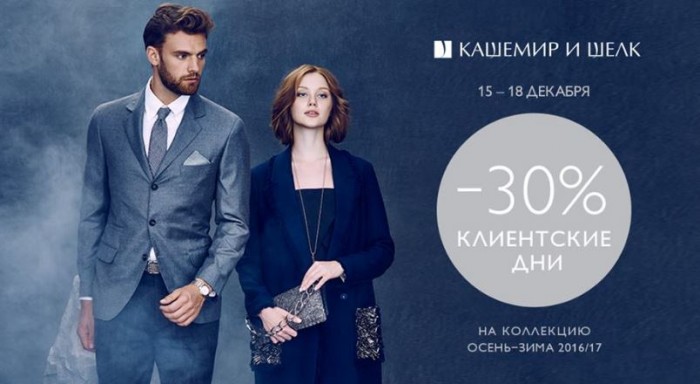 КАШЕМИР И ШЕЛК
15 – 18 ДЕКАБРЯ
–30%
КЛИЕНТСКИЕ
ДНИ
НА КОЛЛЕКЦИЮ
ОСЕНЬ–ЗИМА 2016/17